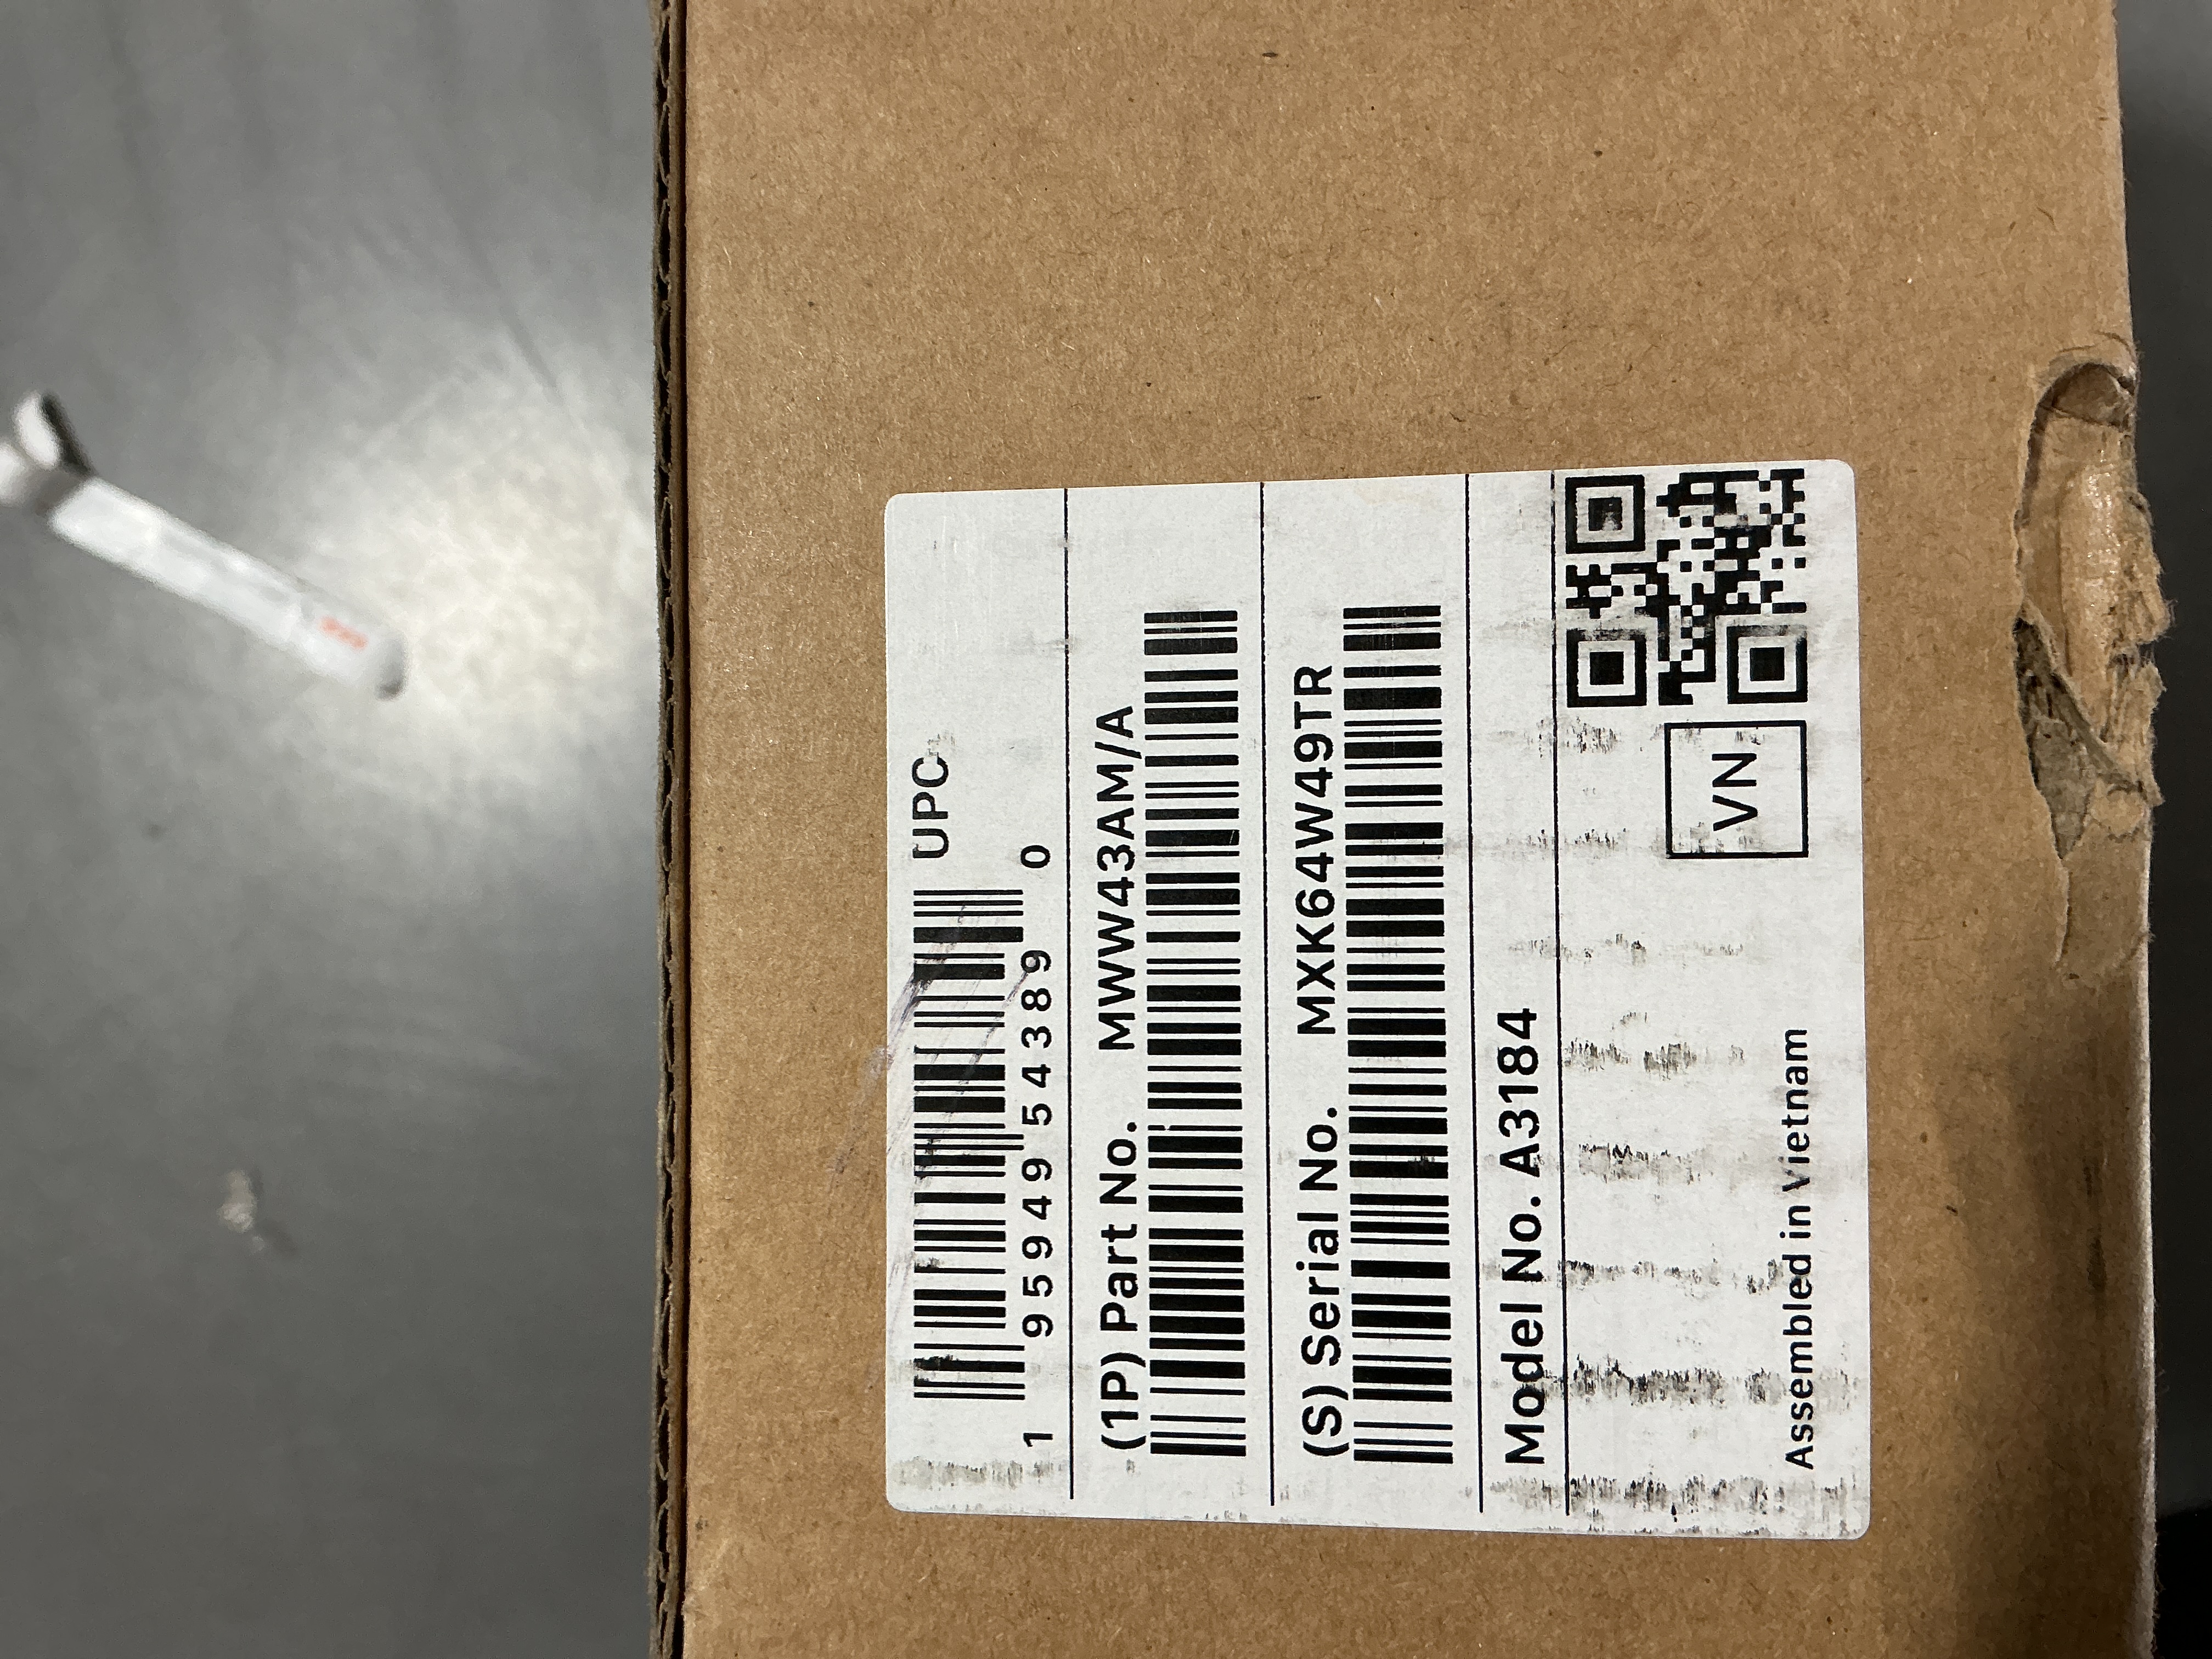 UPC
1 95949 54389 0
(1P) Part No. MWW43AM/A
(S) Serial No. MXK64W49TR
Model No. A3184
VN
Assembled in Vietnam